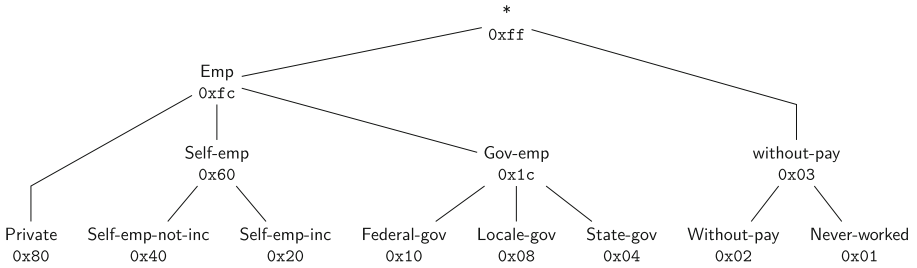 *
0xff
Emp
0xfc
Self-emp
0x60
Gov-emp
0x1c
without-pay
0x03
Private
0x80
Self-emp-not-inc
0x40
Self-emp-inc
0x20
Federal-gov
0x10
Locale-gov
0x08
State-gov
0x04
Without-pay
0x02
Never-worked
0x01